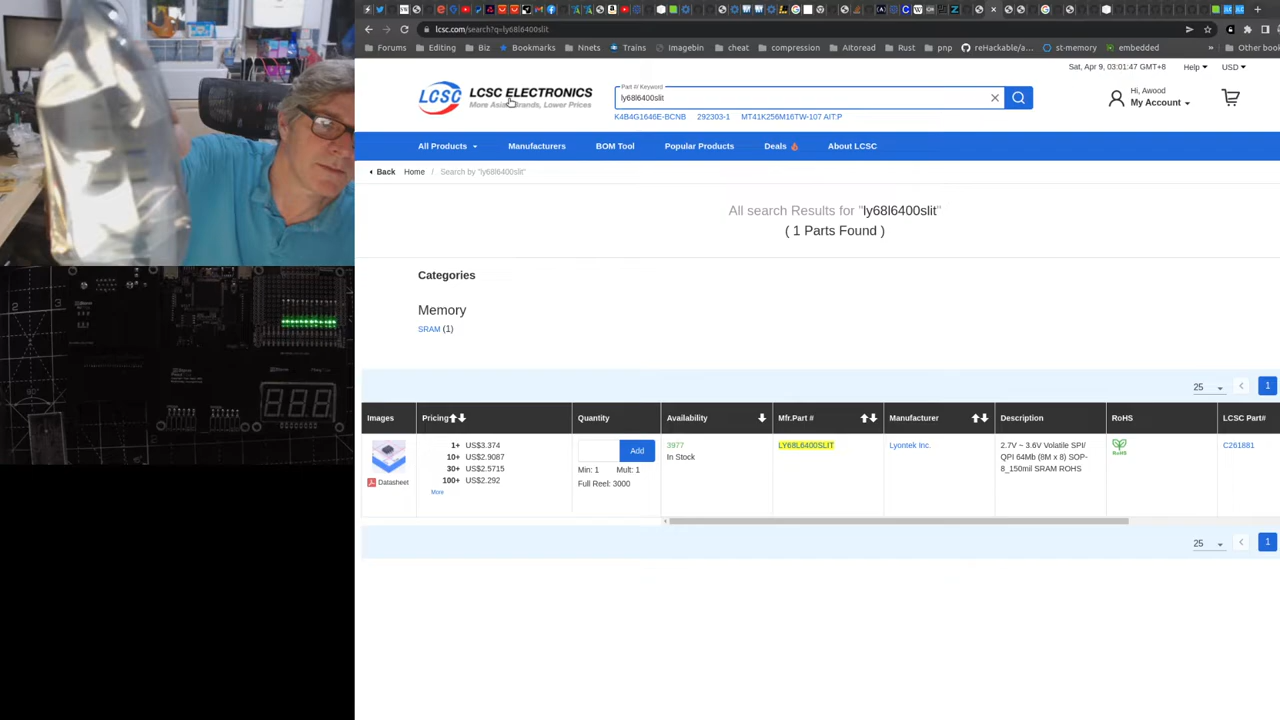 lcsc.com/search?q=ly68l6400slit
Forums Editing Biz Bookmarks Nnets Trains Imagebin cheat compression AItoread Rust pnp reHackable/a... st-memory embedded » Other book
Sat, Apr 9, 03:01:47 GMT+8 Help USD
LCSC LCSC ELECTRONICS
More Asian Brands, Lower Prices
Part #/ Keyword
ly68l6400slit
K4B4G1646E-BCNB 292303-1 MT41K256M16TW-107 AIT:P
Hi, Awood
My Account
All Products Manufacturers BOM Tool Popular Products Deals About LCSC
Back Home / Search by "ly68l6400slit"
All search Results for "ly68l6400slit"
( 1 Parts Found )
Categories
Memory
SRAM (1)
25 1
Images Pricing Quantity Availability Mfr.Part # Manufacturer Description RoHS LCSC Part#
1+ US$3.374
10+ US$2.9087
30+ US$2.5715
100+ US$2.292
More
Datasheet
Add
Min: 1 Mult: 1
Full Reel: 3000
3977
In Stock
LY68L6400SLIT
Lyontek Inc.
2.7V ~ 3.6V Volatile SPI/
QPI 64Mb (8M x 8) SOP-
8_150mil SRAM ROHS
RoHS
C261881
25 1
2 3